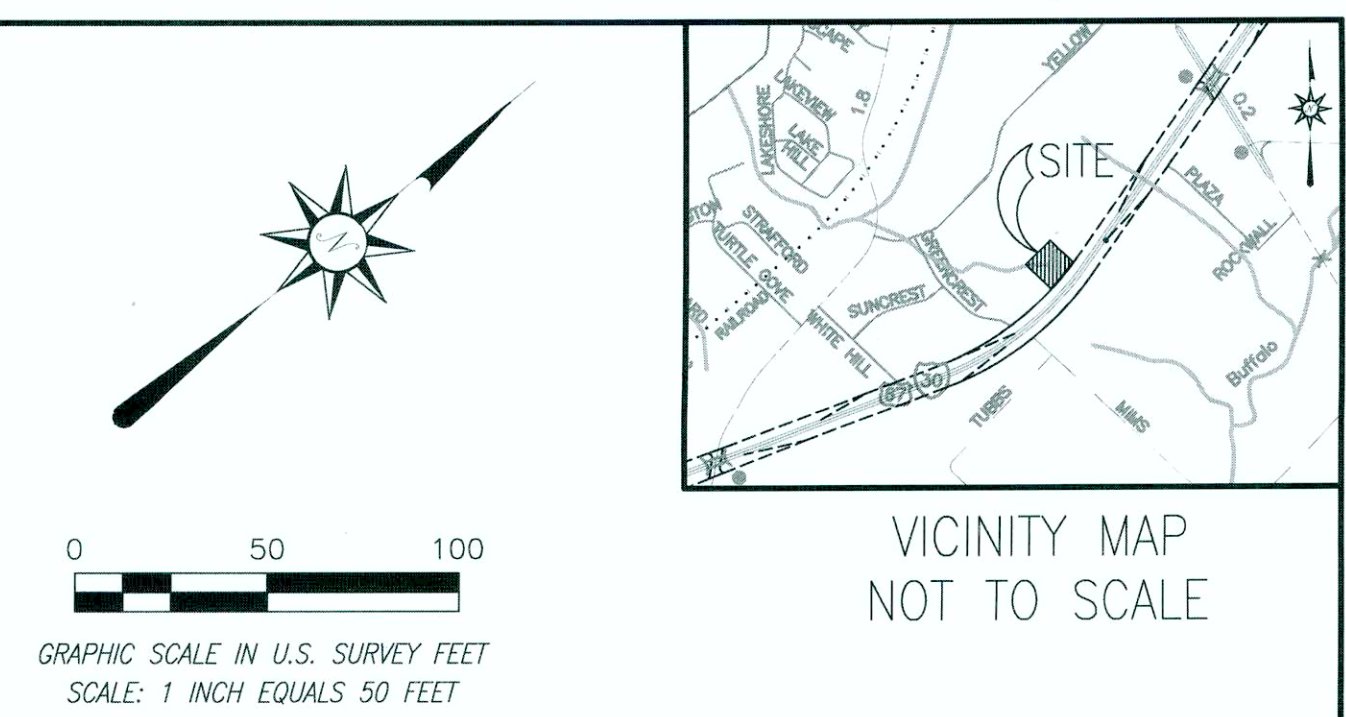 N
0 50 100
GRAPHIC SCALE IN U.S. SURVEY FEET
SCALE: 1 INCH EQUALS 50 FEET
CAPE
YELLOW
LAKESHORE
LAKEVIEW
LAKE
HILL
1.8
0.2
SITE
PLAZA
ROCKWALL
STRAFFORD
TURTLE COVE
RAILROAD
GREENCREST
SUNCREST
WHITE HILL
67
30
TUBBS
MIMS
Buffalo
VICINITY MAP
NOT TO SCALE